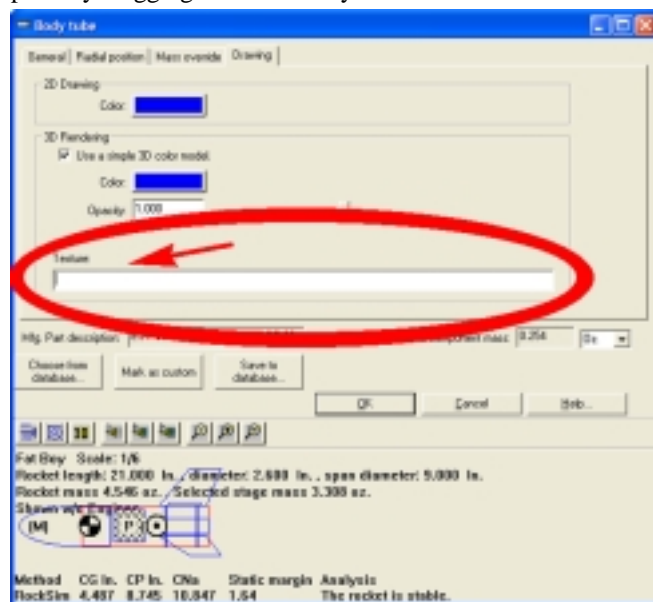 Body tube
General Radial position Mass override Drawing
2D Drawing
Color:
3D Rendering
Use a simple 3D color model.
Color:
Opacity: 1.000
Texture:
Mfg. Part description: mass: 0.254 Oz
Choose from database... Mark as custom Save to database...
OK Cancel Help...
Fat Boy Scale: 1/6
Rocket length: 21.000 In., diameter: 2.600 In., span diameter: 9.000 In.
Rocket mass 4.546 oz., Selected stage mass 3.308 oz.
Shown w/o Engines
[M] P
Method CG In. CP In. CNa Static margin Analysis
RockSim 4.487 8.745 10.847 1.64 The rocket is stable.